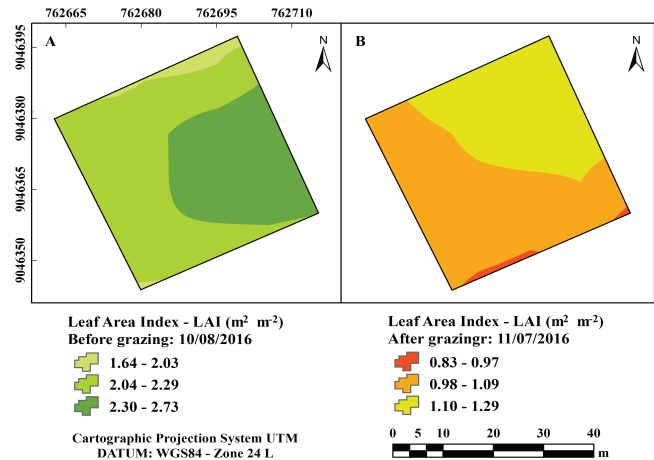 762665 762680 762695 762710
9046395
9046380
9046365
9046350
A
N
B
N
Leaf Area Index - LAI (m² m⁻²)
Before grazing: 10/08/2016
1.64 - 2.03
2.04 - 2.29
2.30 - 2.73
Cartographic Projection System UTM
DATUM: WGS84 - Zone 24 L
Leaf Area Index - LAI (m² m⁻²)
After grazingr: 11/07/2016
0.83 - 0.97
0.98 - 1.09
1.10 - 1.29
0 5 10 20 30 40
m